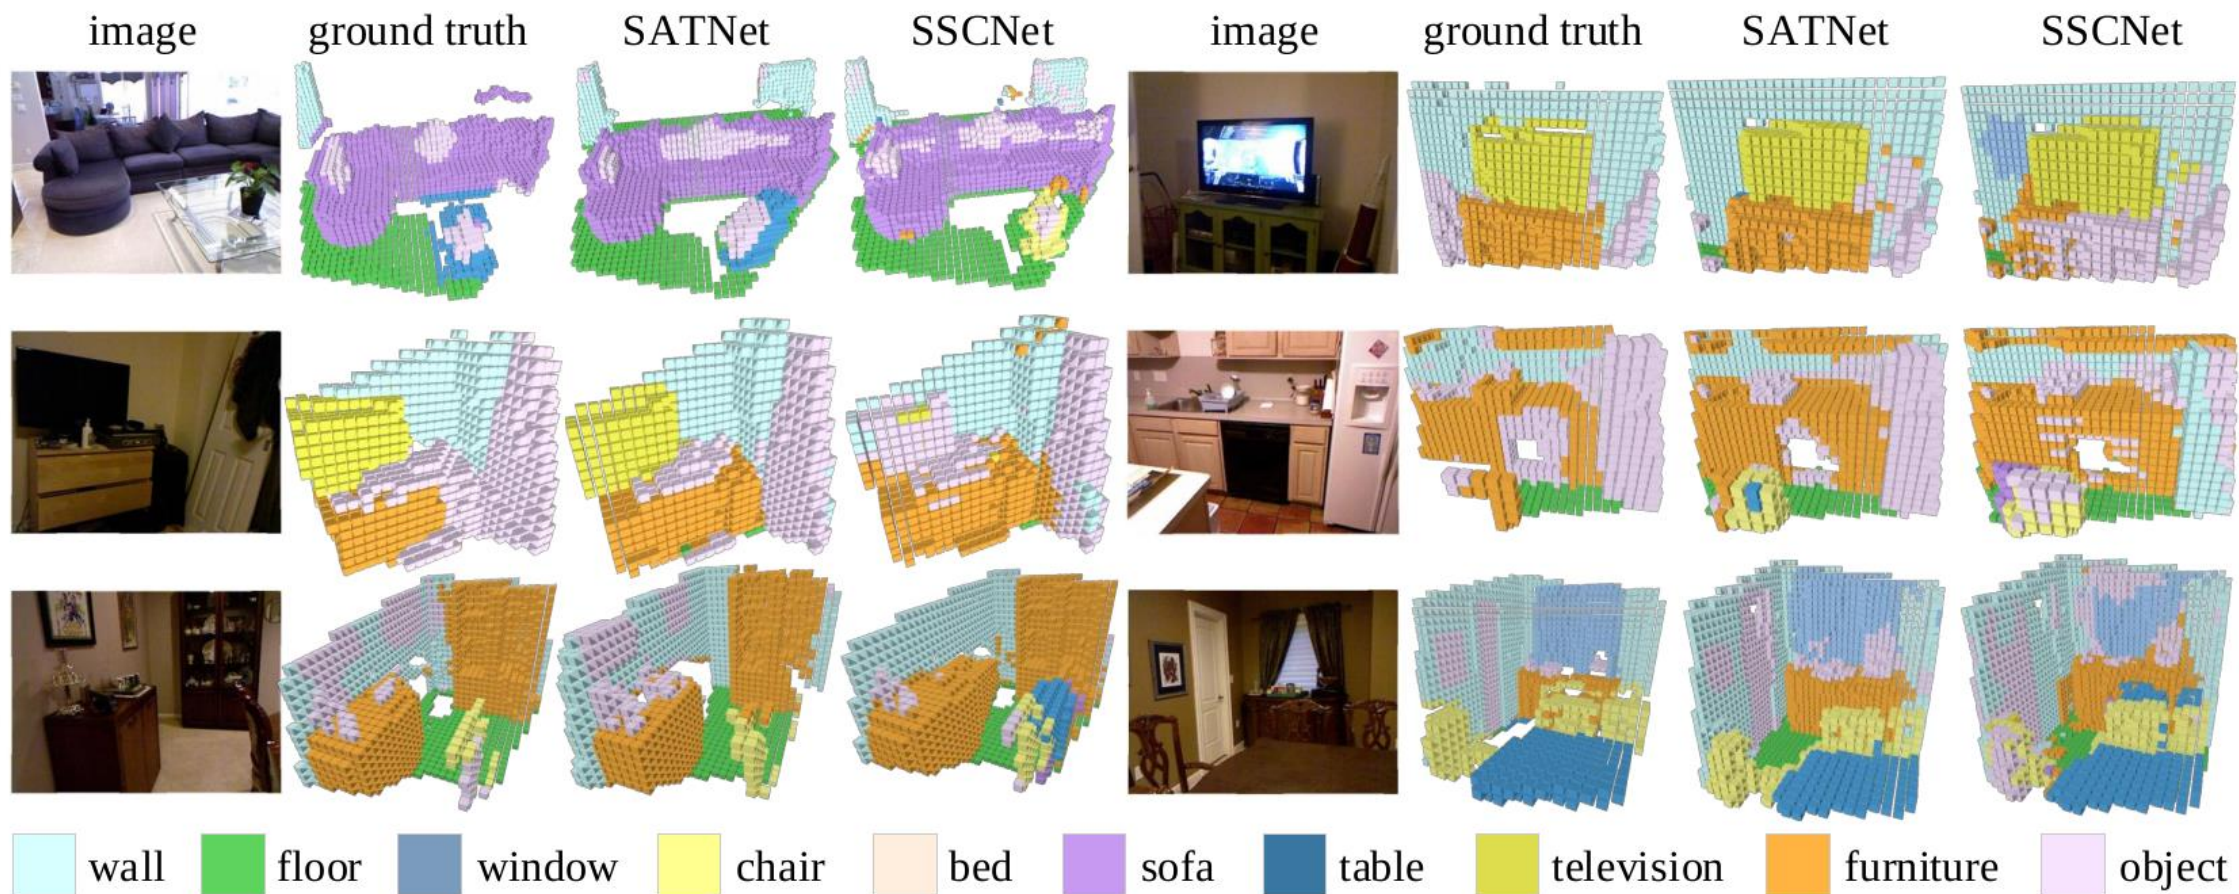 image ground truth SATNet SSCNet image ground truth SATNet SSCNet
wall floor window chair bed sofa table television furniture object